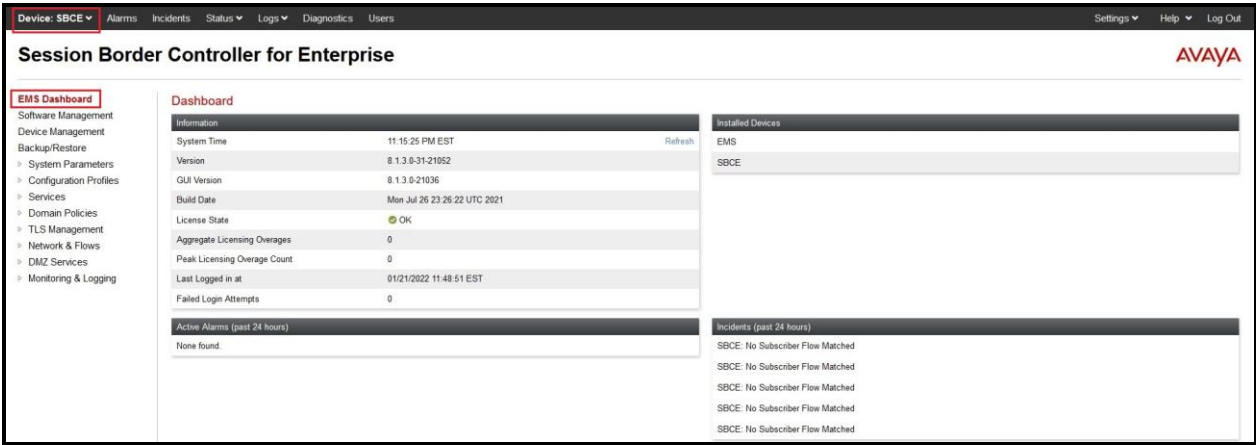 Device: SBCE Alarms Incidents Status Logs Diagnostics Users Settings Help Log Out
Session Border Controller for Enterprise
AVAYA
EMS Dashboard
Software Management
Device Management
Backup/Restore
System Parameters
Configuration Profiles
Services
Domain Policies
TLS Management
Network & Flows
DMZ Services
Monitoring & Logging
Dashboard
Information
System Time 11:15:25 PM EST Refresh
Version 8.1.3.0-31-21052
GUI Version 8.1.3.0-21036
Build Date Mon Jul 26 23:26:22 UTC 2021
License State OK
Aggregate Licensing Overages 0
Peak Licensing Overage Count 0
Last Logged in at 01/21/2022 11:48:51 EST
Failed Login Attempts 0
Installed Devices
EMS
SBCE
Active Alarms (past 24 hours)
None found.
Incidents (past 24 hours)
SBCE: No Subscriber Flow Matched
SBCE: No Subscriber Flow Matched
SBCE: No Subscriber Flow Matched
SBCE: No Subscriber Flow Matched
SBCE: No Subscriber Flow Matched